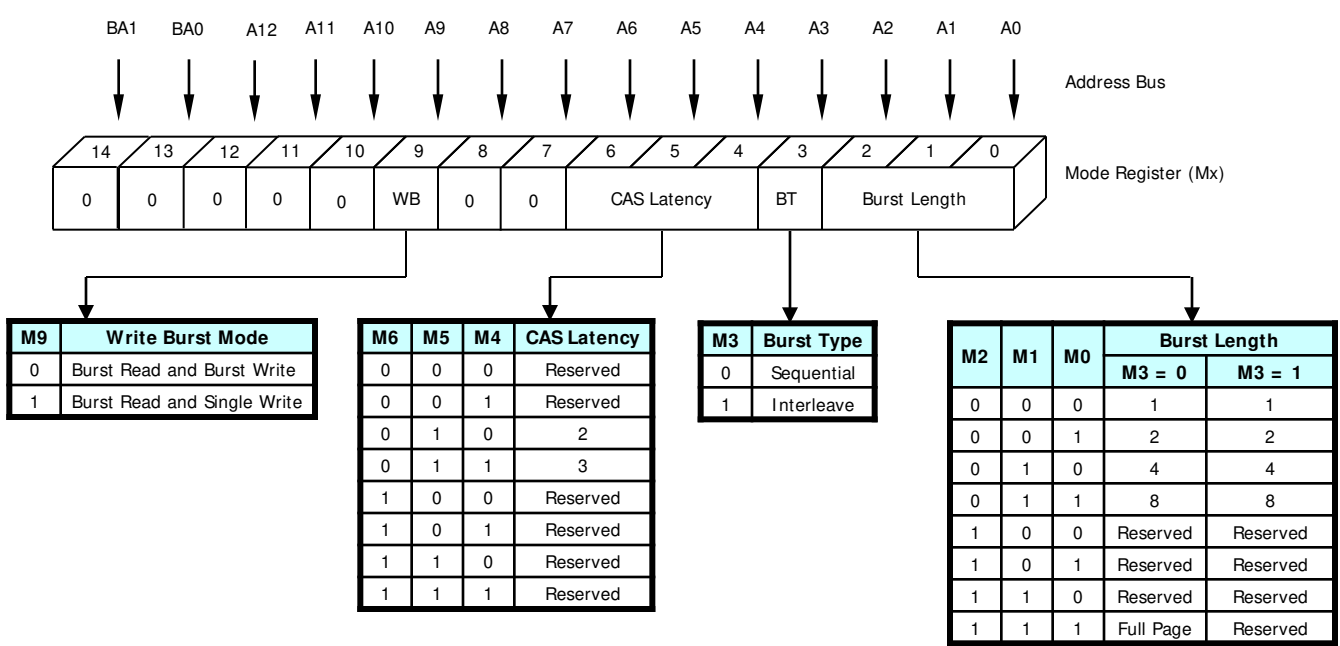 BA1 BA0 A12 A11 A10 A9 A8 A7 A6 A5 A4 A3 A2 A1 A0
Address Bus
14 13 12 11 10 9 8 7 6 5 4 3 2 1 0
Mode Register (Mx)
0 0 0 0 0 WB 0 0 CAS Latency BT Burst Length
M9 Write Burst Mode
0 Burst Read and Burst Write
1 Burst Read and Single Write
M6 M5 M4 CAS Latency
0 0 0 Reserved
0 0 1 Reserved
0 1 0 2
0 1 1 3
1 0 0 Reserved
1 0 1 Reserved
1 1 0 Reserved
1 1 1 Reserved
M3 Burst Type
0 Sequential
1 Interleave
M2 M1 M0 Burst Length
M3 = 0 M3 = 1
0 0 0 1 1
0 0 1 2 2
0 1 0 4 4
0 1 1 8 8
1 0 0 Reserved Reserved
1 0 1 Reserved Reserved
1 1 0 Reserved Reserved
1 1 1 Full Page Reserved